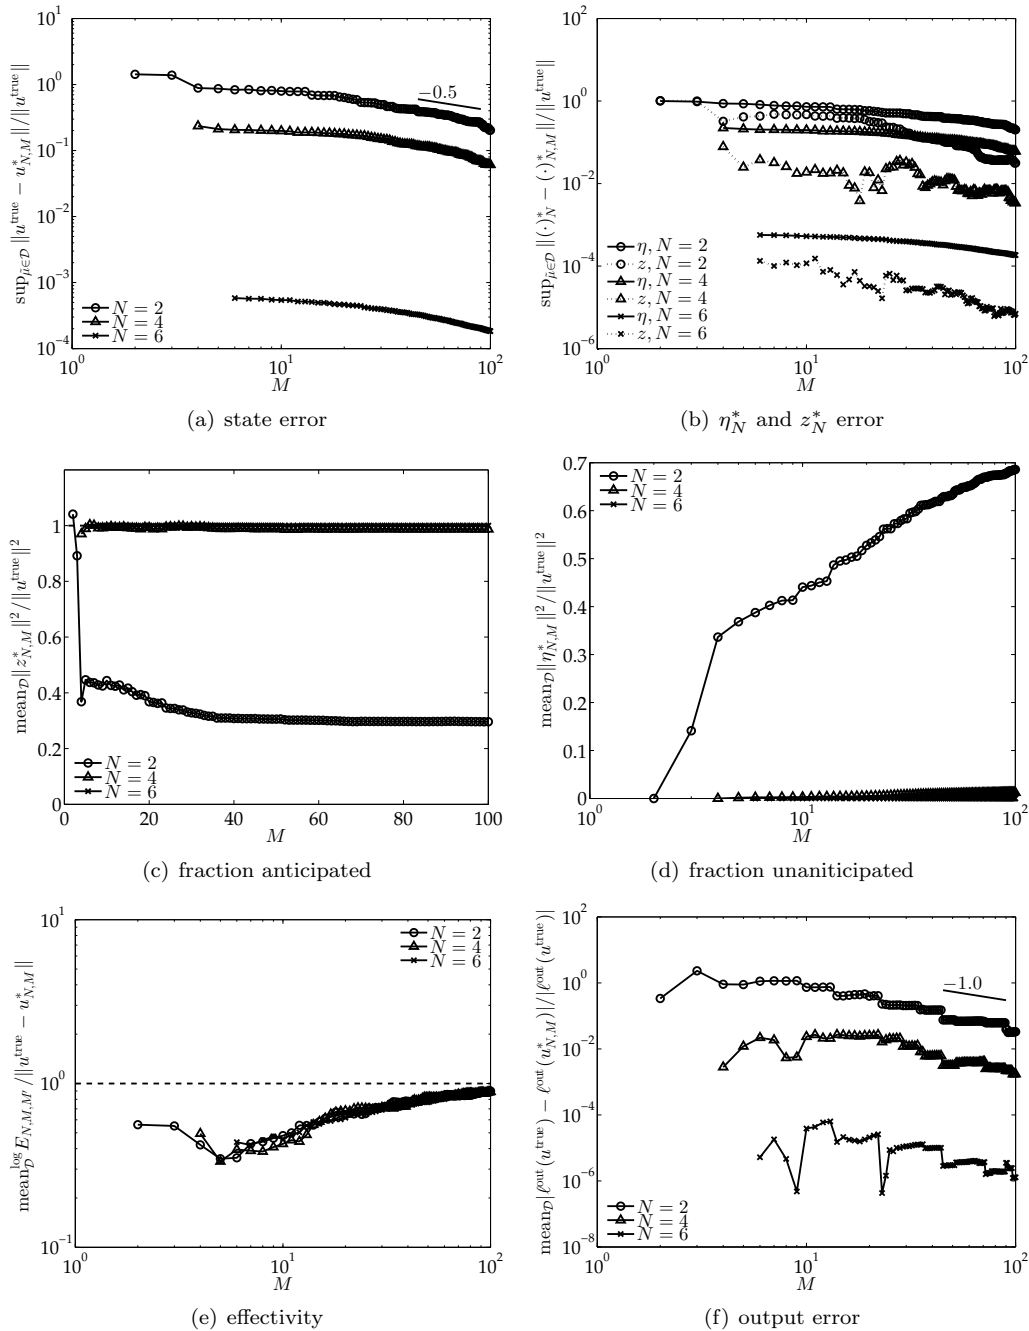 10^1
10^0
10^-1
10^-2
10^-3
10^-4
sup_{μ̃∈D} ||u^true − u*_{N,M}||/||u^true||
−0.5
N = 2
N = 4
N = 6
10^0 10^1 10^2
M
(a) state error
10^2
10^0
10^-2
10^-4
10^-6
sup_{μ̃∈D} ||(·)*_N − (·)*_{N,M}||/||u^true||
η, N = 2
z, N = 2
η, N = 4
z, N = 4
η, N = 6
z, N = 6
10^0 10^1 10^2
M
(b) η*_N and z*_N error
1
0.8
0.6
0.4
0.2
0
mean_D ||z*_{N,M}||^2/||u^true||^2
N = 2
N = 4
N = 6
0 20 40 60 80 100
M
(c) fraction anticipated
0.7
0.6
0.5
0.4
0.3
0.2
0.1
0
mean_D ||η*_{N,M}||^2/||u^true||^2
N = 2
N = 4
N = 6
10^0 10^1 10^2
M
(d) fraction unaniticipated
10^1
10^0
10^-1
mean^log_D E_{N,M,M'}/||u^true − u*_{N,M}||
N = 2
N = 4
N = 6
10^0 10^1 10^2
M
(e) effectivity
10^2
10^0
10^-2
10^-4
10^-6
10^-8
mean_D |ℓ^out(u^true) − ℓ^out(u*_{N,M})|/|ℓ^out(u^true)|
−1.0
N = 2
N = 4
N = 6
10^0 10^1 10^2
M
(f) output error